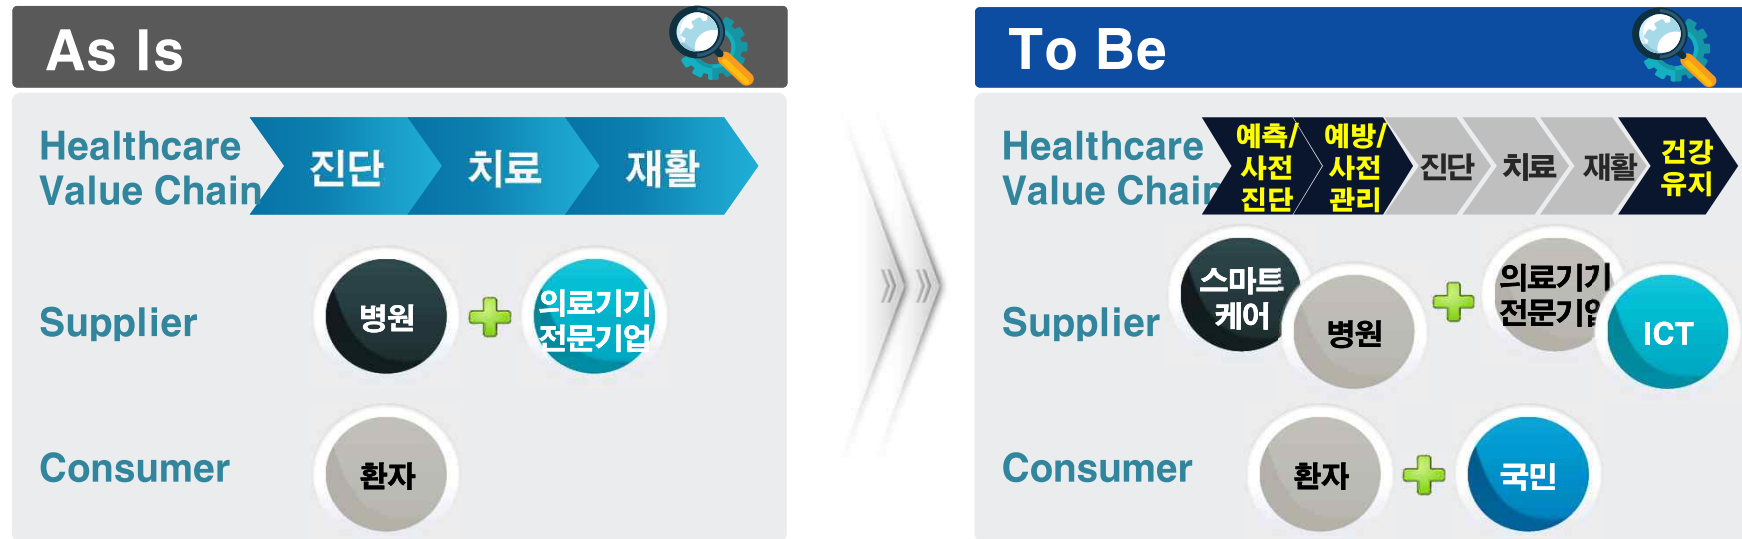 As Is
Healthcare
Value Chain
진단
치료
재활
Supplier
병원
의료기기
전문기업
Consumer
환자
To Be
Healthcare
Value Chain
예측/
사전
진단
예방/
사전
관리
진단
치료
재활
건강
유지
Supplier
스마트
케어
병원
의료기기
전문기업
ICT
Consumer
환자
국민